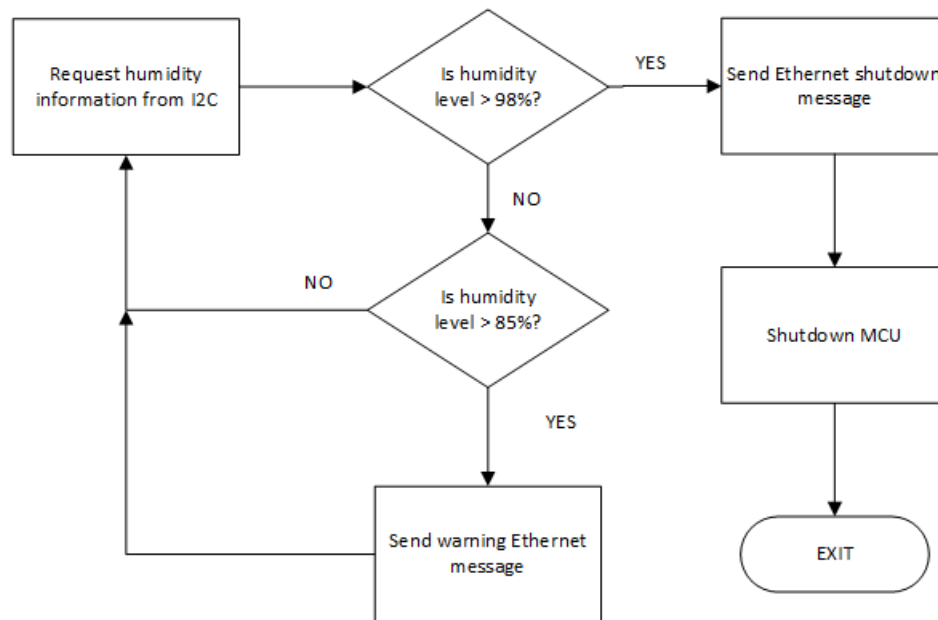 Request humidity
information from I2C
Is humidity
level > 98%?
YES
Send Ethernet shutdown
message
NO
Is humidity
level > 85%?
NO
Shutdown MCU
YES
Send warning Ethernet
message
EXIT